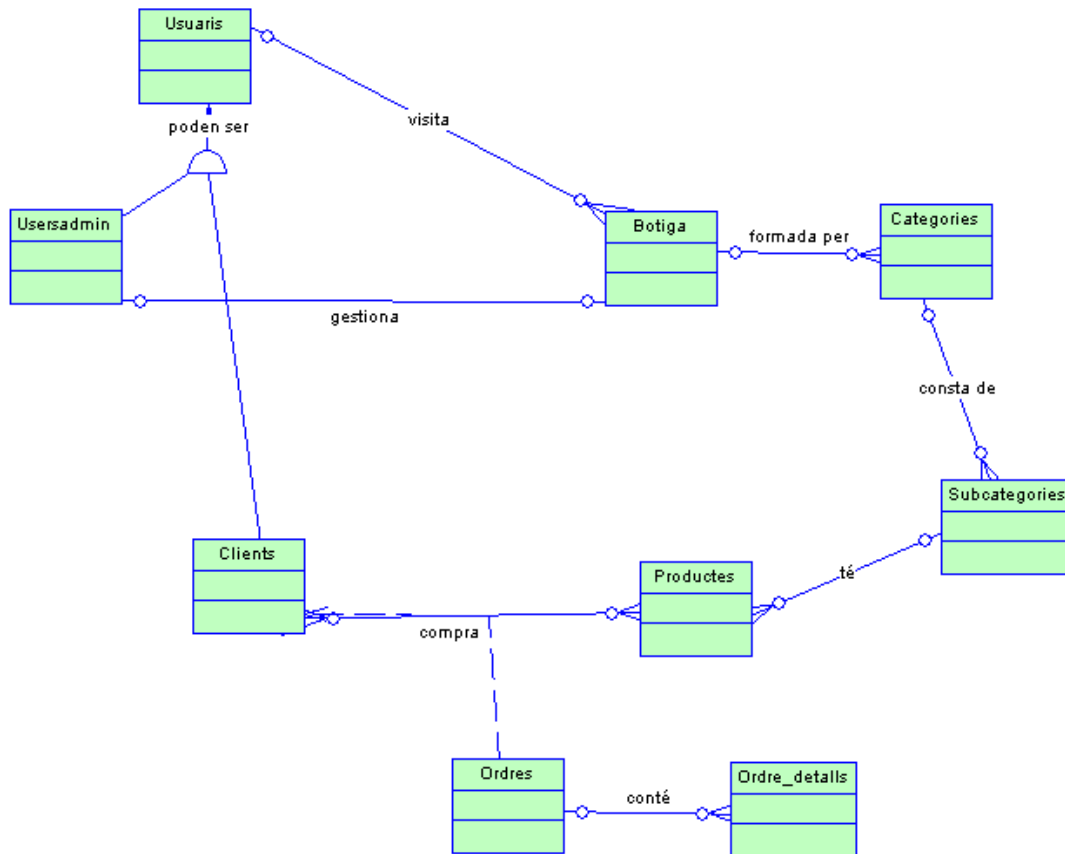 Usuaris
visita
poden ser
Usersadmin
Botiga
Categories
formada per
gestiona
consta de
Subcategories
Clients
Productes
té
compra
Ordres
Ordre_detalls
conté